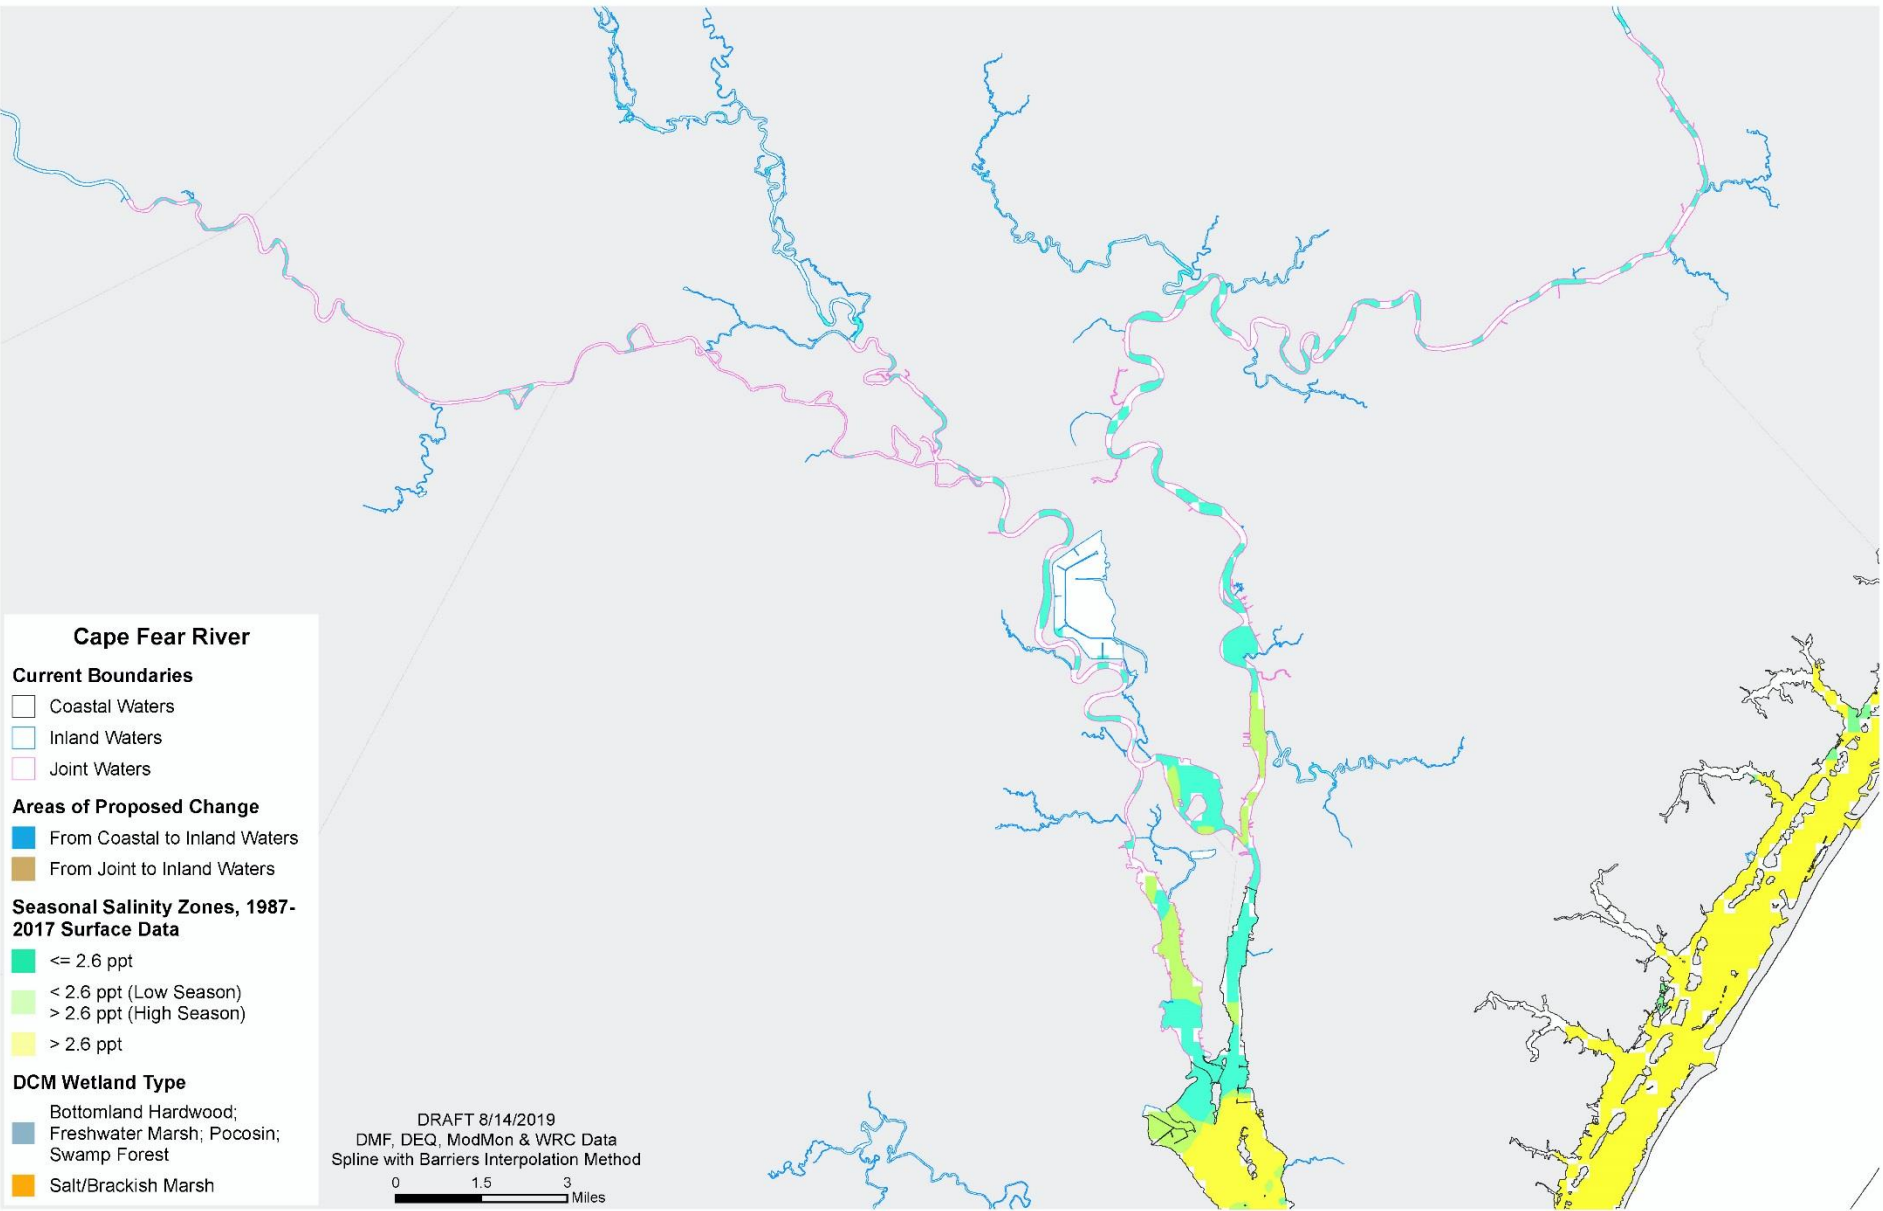 Cape Fear River
Current Boundaries
Coastal Waters
Inland Waters
Joint Waters
Areas of Proposed Change
From Coastal to Inland Waters
From Joint to Inland Waters
Seasonal Salinity Zones, 1987-
2017 Surface Data
<= 2.6 ppt
< 2.6 ppt (Low Season)
> 2.6 ppt (High Season)
> 2.6 ppt
DCM Wetland Type
Bottomland Hardwood;
Freshwater Marsh; Pocosin;
Swamp Forest
Salt/Brackish Marsh
DRAFT 8/14/2019
DMF, DEQ, ModMon & WRC Data
Spline with Barriers Interpolation Method
0 1.5 3
Miles